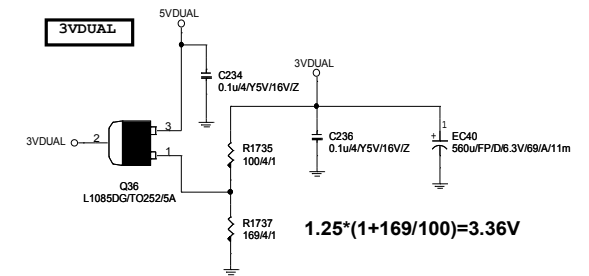 3VDUAL
5VDUAL
C234
0.1u/4/Y5V/16V/Z
3VDUAL
3VDUAL
2
3
1
Q36
L1085DG/TO252/5A
R1735
100/4/1
C236
0.1u/4/Y5V/16V/Z
1
+
EC40
560u/FP/D/6.3V/69/A/11m
R1737
169/4/1
1.25*(1+169/100)=3.36V